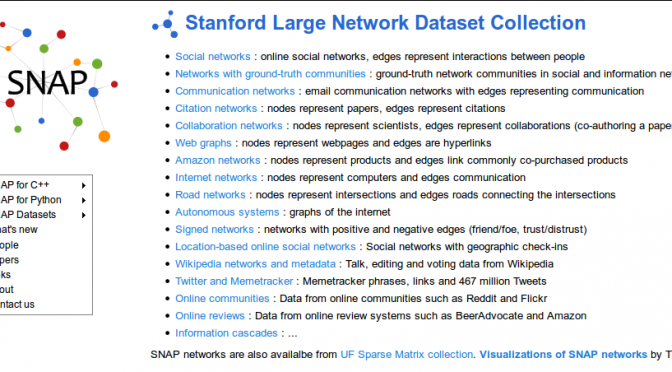 Stanford Large Network Dataset Collection
SNAP
Social networks : online social networks, edges represent interactions between people
Networks with ground-truth communities : ground-truth network communities in social and information ne
Communication networks : email communication networks with edges representing communication
Citation networks : nodes represent papers, edges represent citations
Collaboration networks : nodes represent scientists, edges represent collaborations (co-authoring a pape
Web graphs : nodes represent webpages and edges are hyperlinks
Amazon networks : nodes represent products and edges link commonly co-purchased products
Internet networks : nodes represent computers and edges communication
Road networks : nodes represent intersections and edges roads connecting the intersections
Autonomous systems : graphs of the internet
Signed networks : networks with positive and negative edges (friend/foe, trust/distrust)
Location-based online social networks : Social networks with geographic check-ins
Wikipedia networks and metadata : Talk, editing and voting data from Wikipedia
Twitter and Memetracker : Memetracker phrases, links and 467 million Tweets
Online communities : Data from online communities such as Reddit and Flickr
Online reviews : Data from online review systems such as BeerAdvocate and Amazon
Information cascades : ...
SNAP networks are also availalbe from UF Sparse Matrix collection. Visualizations of SNAP networks by T
AP for C++
AP for Python
AP Datasets
at's new
ople
pers
ks
out
ntact us